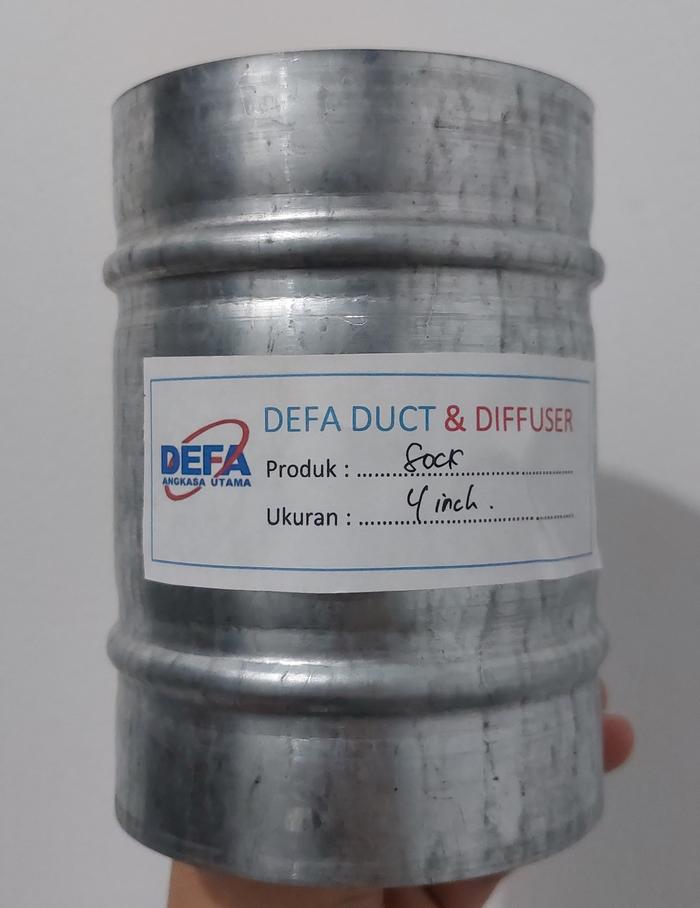 DEFA DUCT & DIFFUSER
DEFA
ANGKASA UTAMA
Produk : ........sock........................
Ukuran : ........4 inch.........................